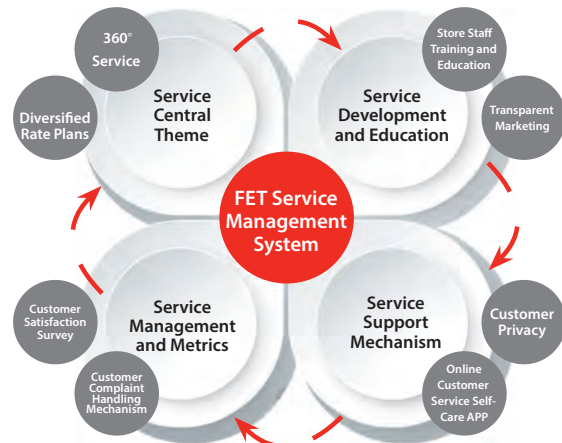 360°
Service
Diversified
Rate Plans
Service
Central
Theme
Store Staff
Training and
Education
Transparent
Marketing
Service
Development
and Education
FET Service
Management
System
Customer
Satisfaction
Survey
Customer
Complaint
Handling
Mechanism
Service
Management
and Metrics
Service
Support
Mechanism
Customer
Privacy
Online
Customer
Service Self-
Care APP